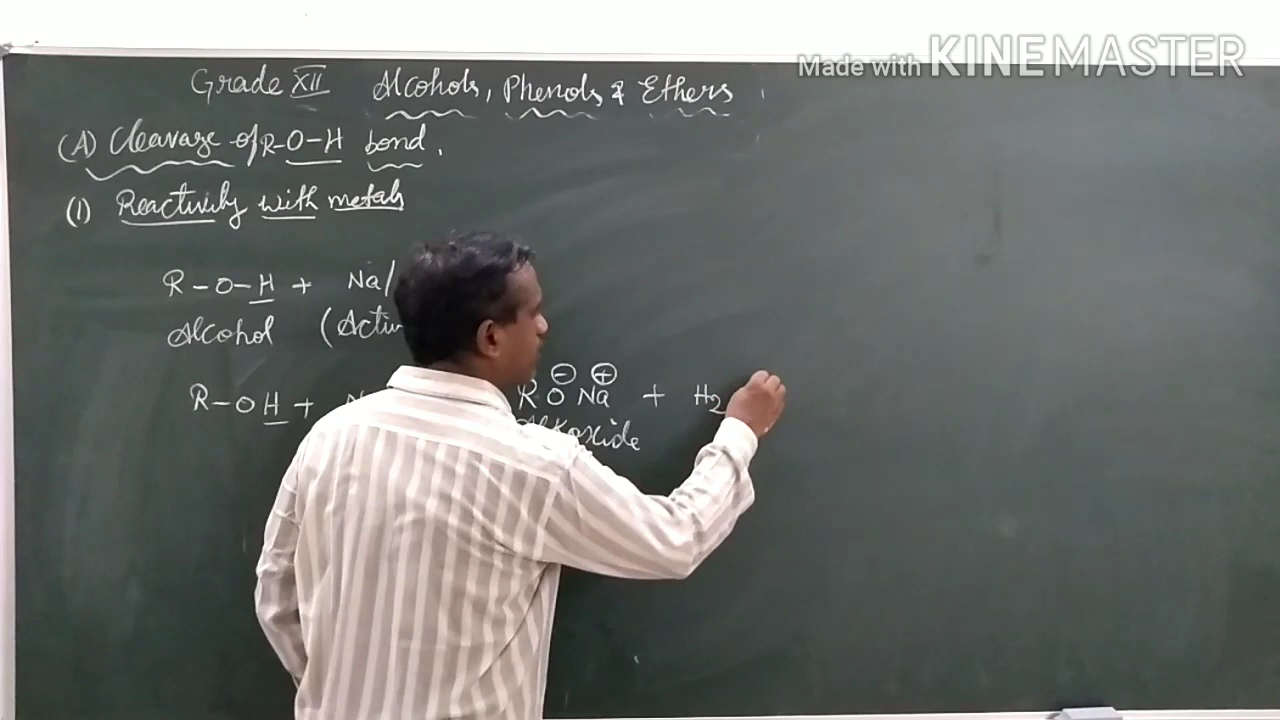 Made with KINEMASTER
Grade XII Alcohols, Phenols & Ethers
(A) Cleavage of R-O-H bond.
(1) Reactivity with metals
R-O-H + Na/
Alcohol (Activ
R-OH + R O⊖ Na⊕ + H2